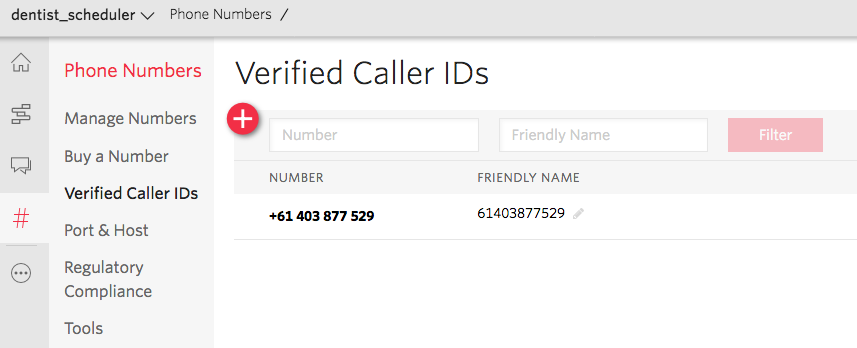 dentist_scheduler Phone Numbers /
Phone Numbers
Manage Numbers
Buy a Number
Verified Caller IDs
Port & Host
Regulatory
Compliance
Tools
Verified Caller IDs
Number Friendly Name Filter
NUMBER FRIENDLY NAME
+61 403 877 529 61403877529